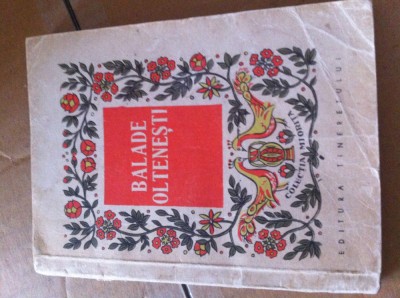 BALADE
OLTENEȘTI
COLECȚIA MIORIȚA
EDITURA TINERETULUI